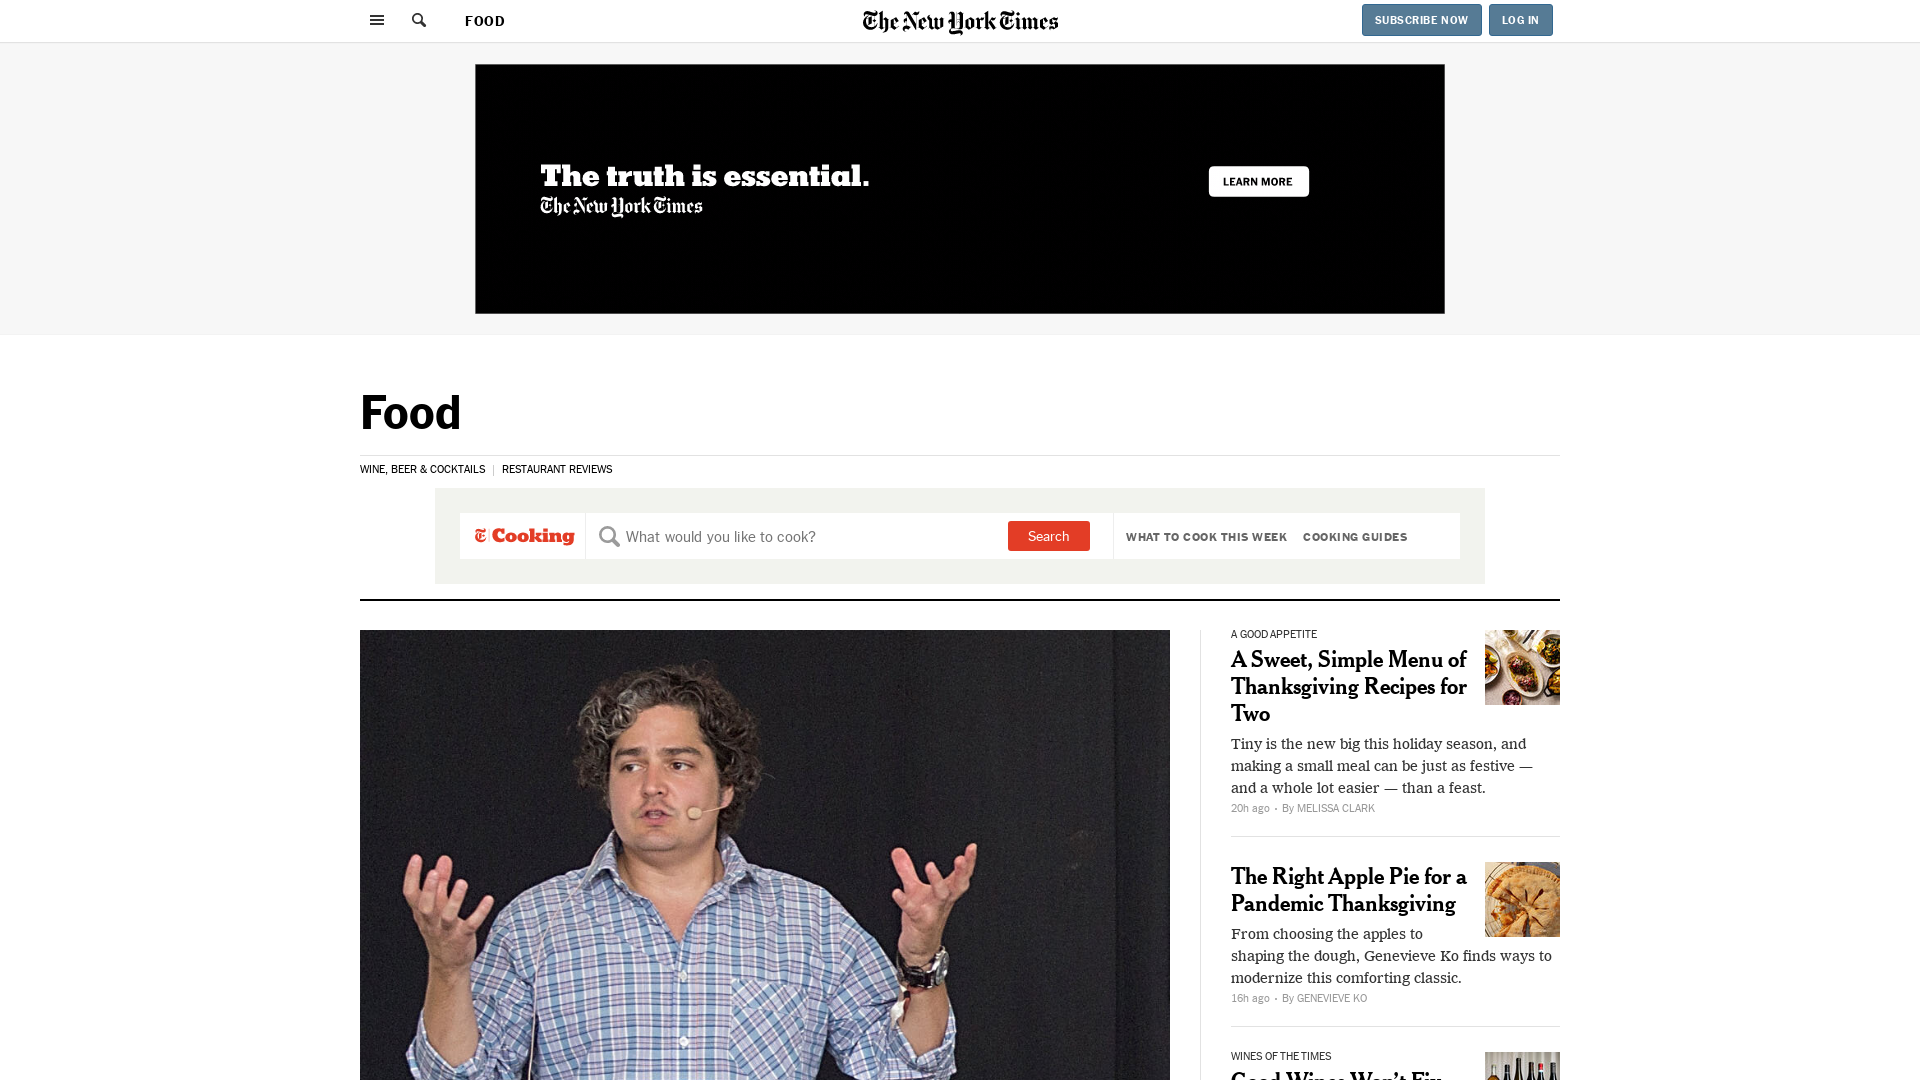 FOOD
The New York Times
SUBSCRIBE NOW
LOG IN
The truth is essential.
The New York Times
LEARN MORE
Food
WINE, BEER & COCKTAILS
RESTAURANT REVIEWS
Cooking
What would you like to cook?
Search
WHAT TO COOK THIS WEEK
COOKING GUIDES
A GOOD APPETITE
A Sweet, Simple Menu of
Thanksgiving Recipes for
Two
Tiny is the new big this holiday season, and
making a small meal can be just as festive —
and a whole lot easier — than a feast.
20h ago · By MELISSA CLARK
The Right Apple Pie for a
Pandemic Thanksgiving
From choosing the apples to
shaping the dough, Genevieve Ko finds ways to
modernize this comforting classic.
16h ago · By GENEVIEVE KO
WINES OF THE TIMES
Good Wines Won't Fix